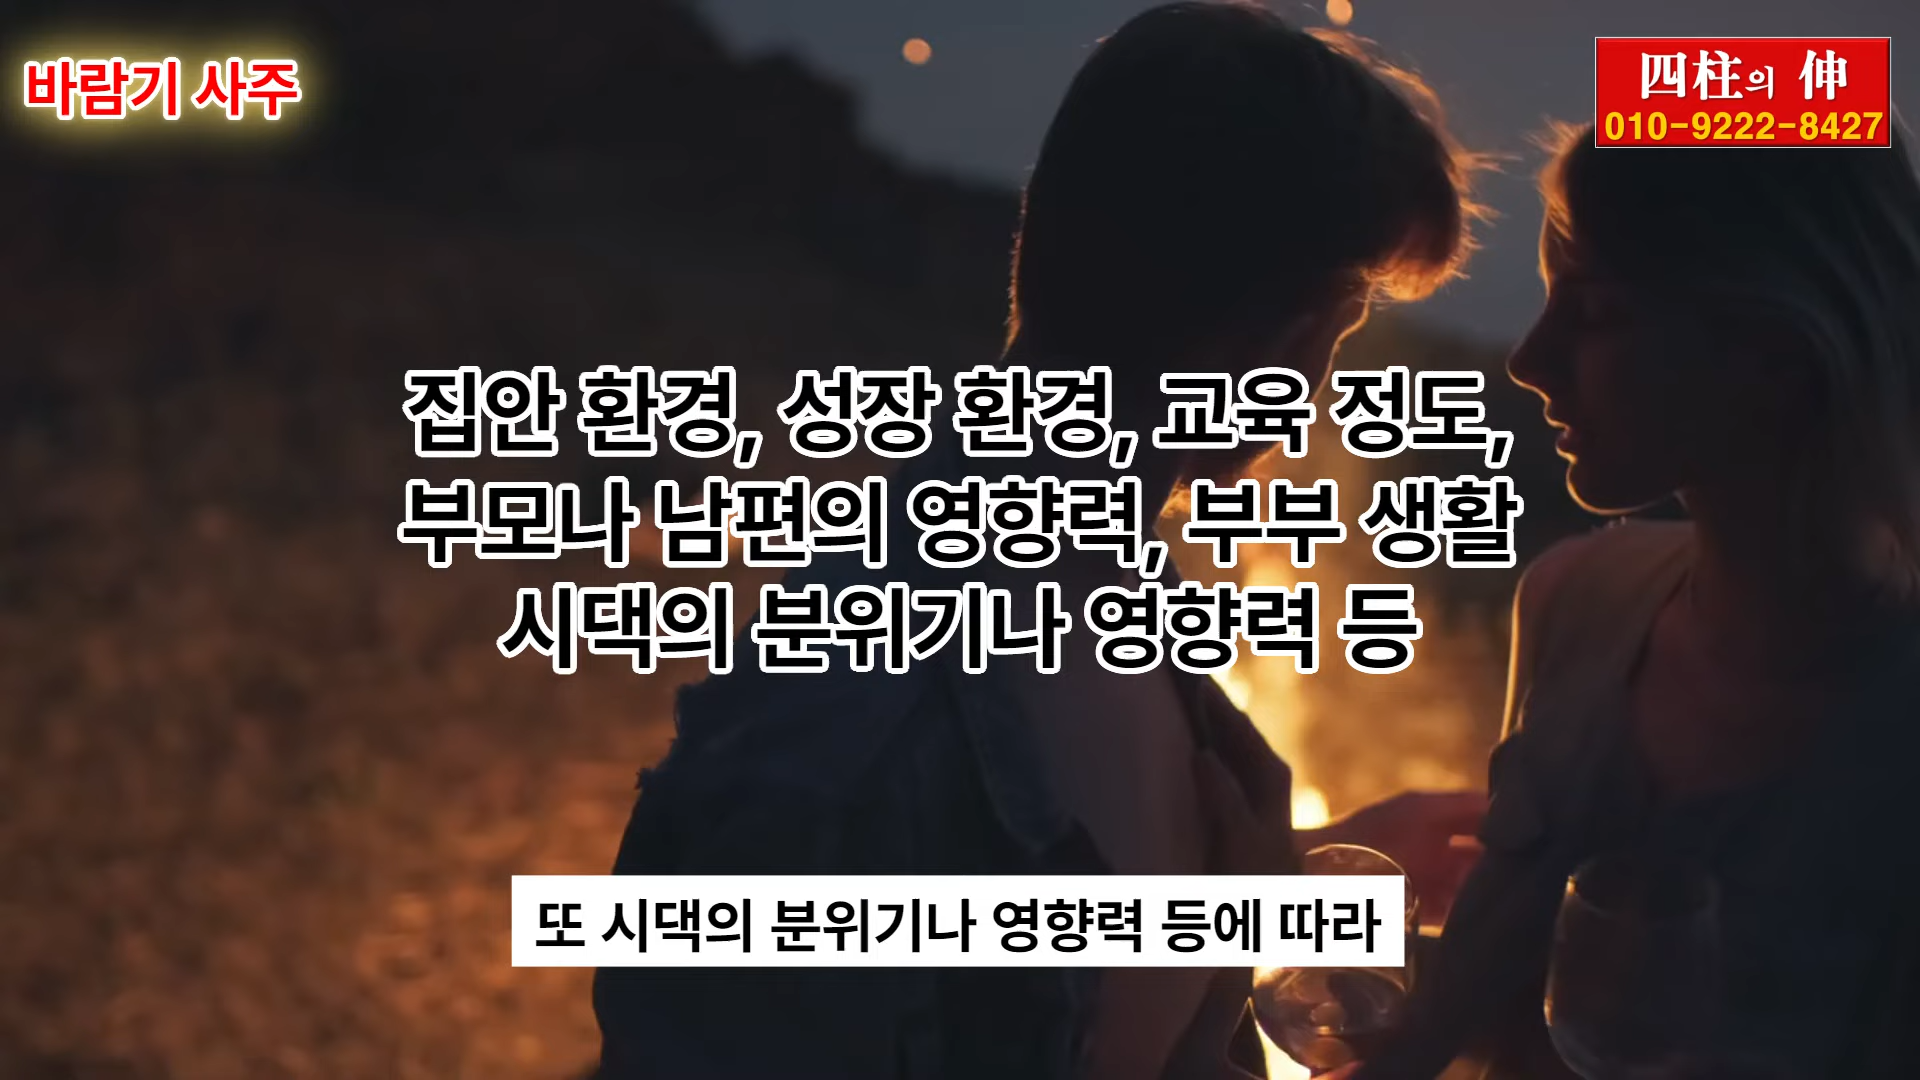 바람기 사주
四柱의 伸
010-9222-8427
집안 환경, 성장 환경, 교육 정도,
부모나 남편의 영향력, 부부 생활
시댁의 분위기나 영향력 등
또 시댁의 분위기나 영향력 등에 따라